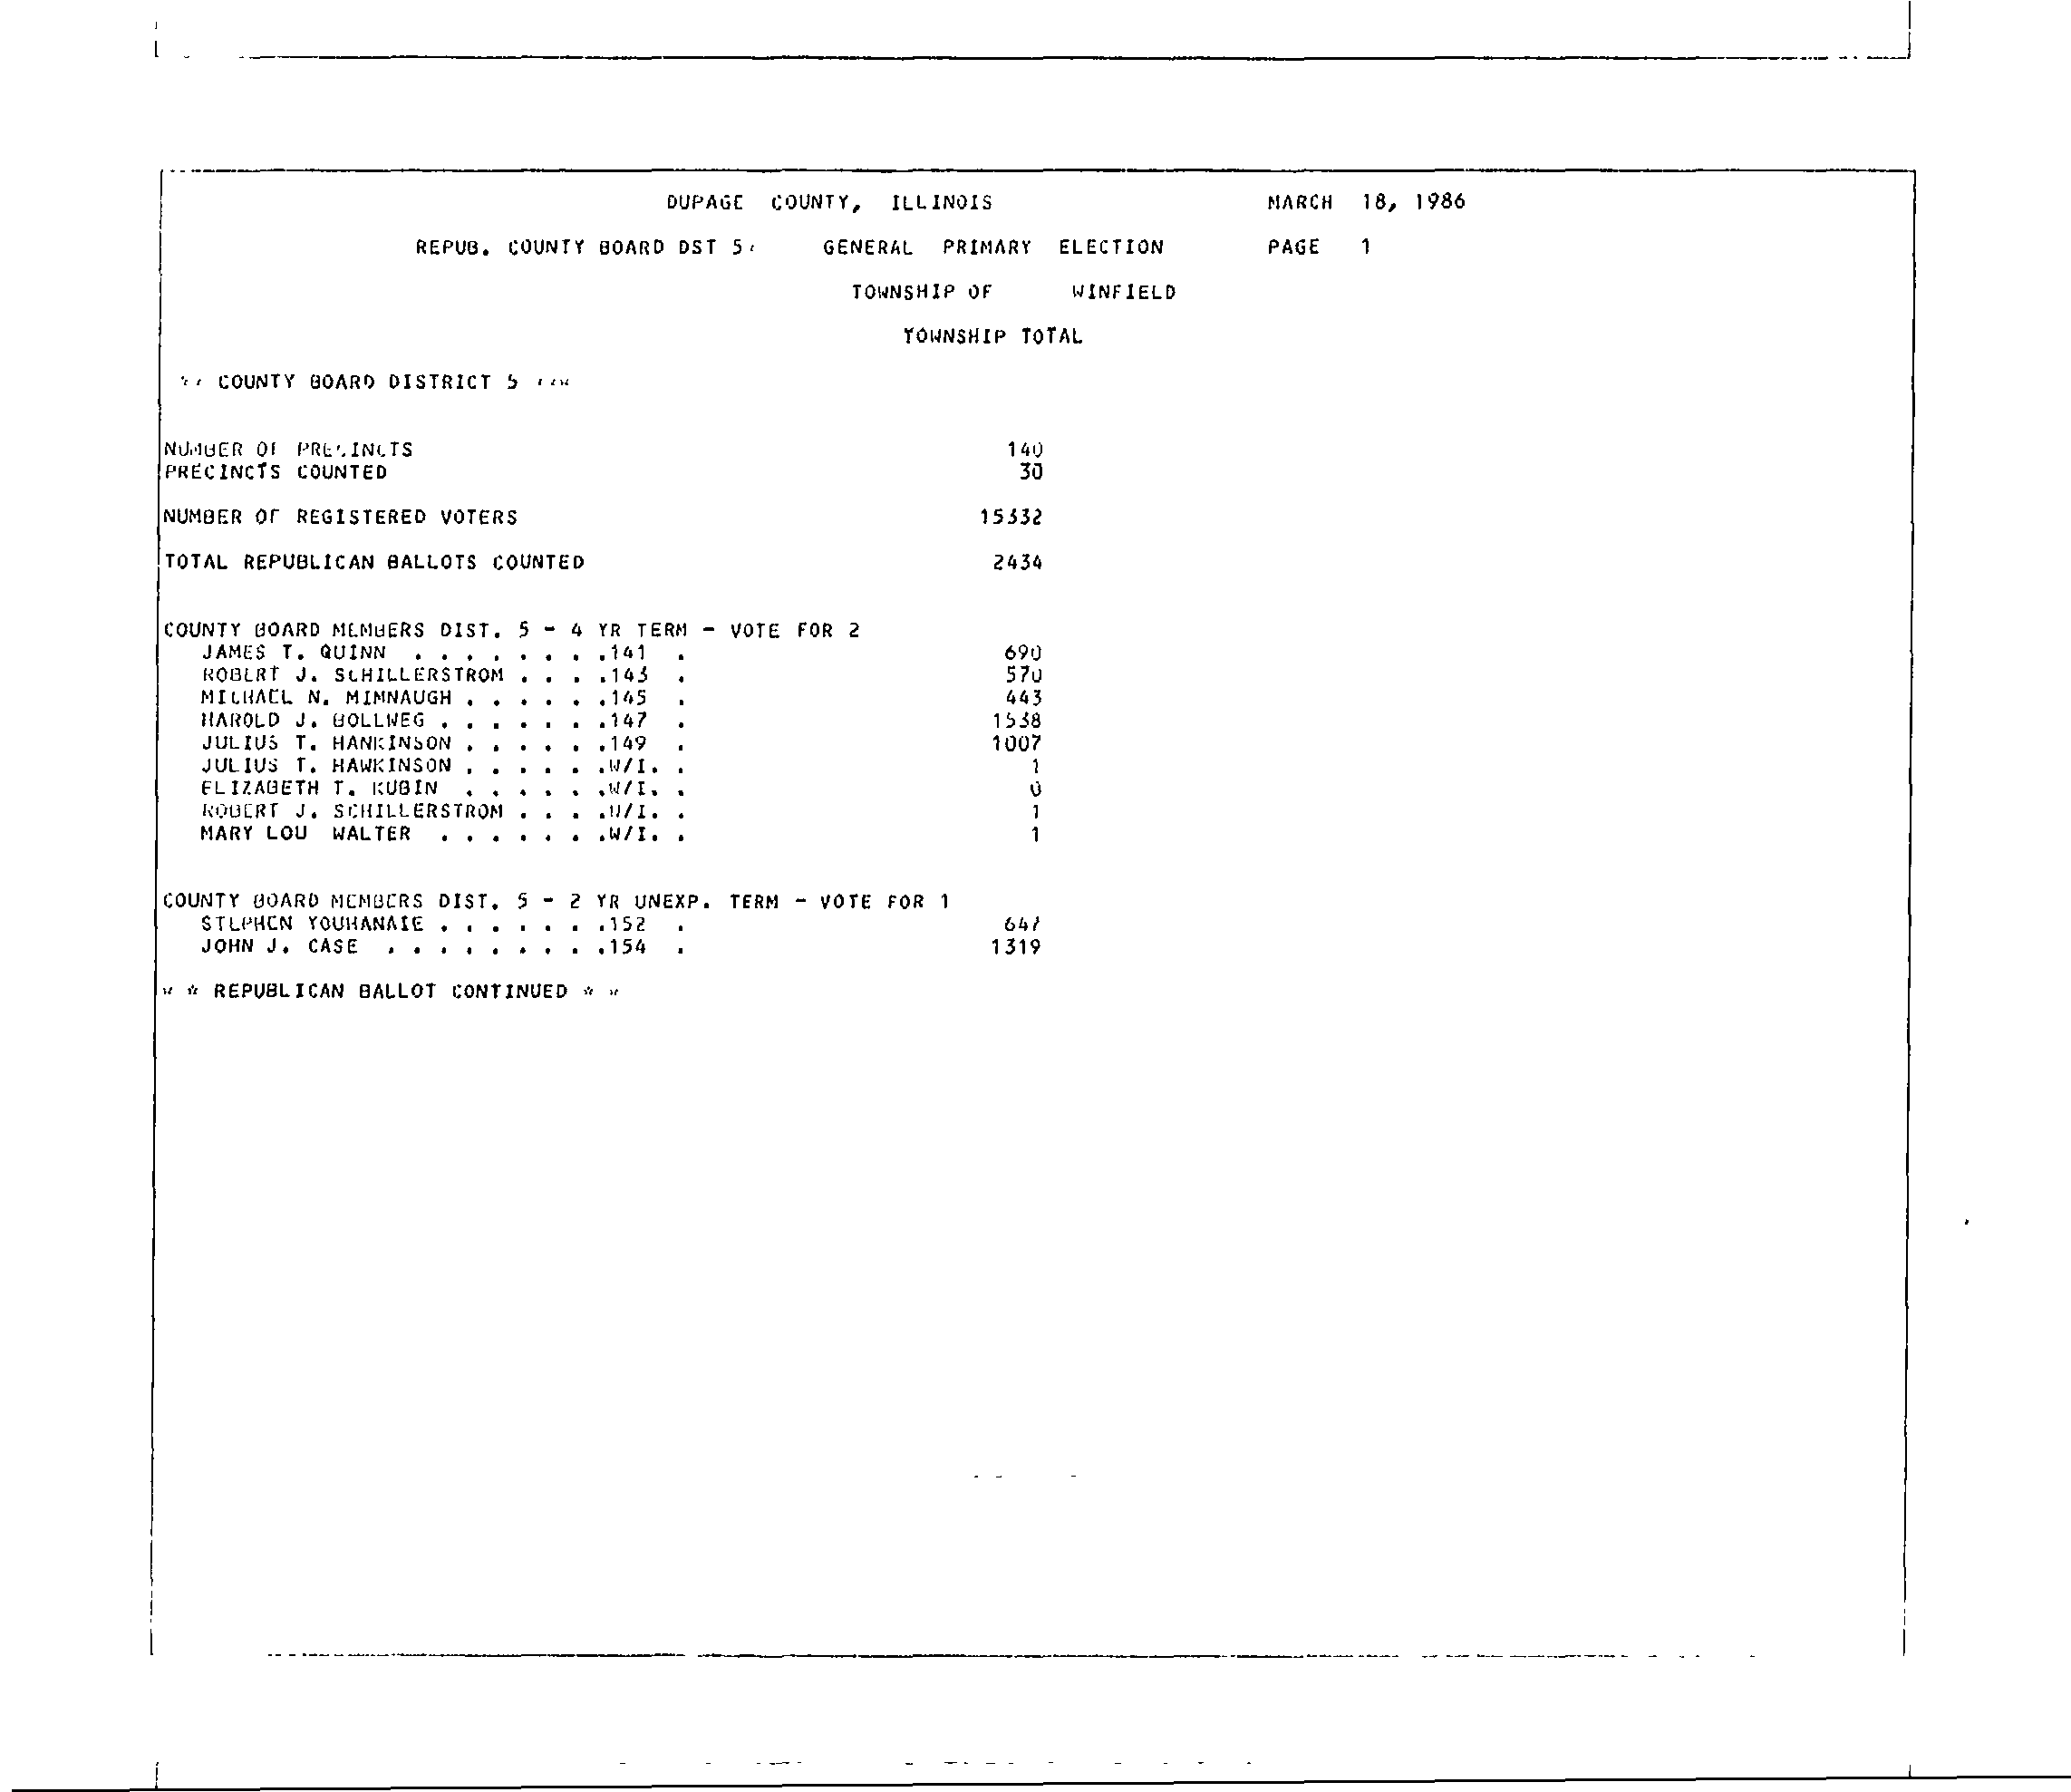 DUPAGE COUNTY, ILLINOIS MARCH 18, 1986
REPUB. COUNTY BOARD DST 5 GENERAL PRIMARY ELECTION PAGE 1
TOWNSHIP OF WINFIELD
TOWNSHIP TOTAL
COUNTY BOARD DISTRICT 5
NUMBER OF PRECINCTS 140
PRECINCTS COUNTED 30
NUMBER OF REGISTERED VOTERS 15332
TOTAL REPUBLICAN BALLOTS COUNTED 2434
COUNTY BOARD MEMBERS DIST. 5 - 4 YR TERM - VOTE FOR 2
JAMES T. QUINN . . . . . . . .141 . 690
ROBERT J. SCHILLERSTROM . . . .143 . 570
MICHAEL N. MIMNAUGH . . . . . .145 . 443
HAROLD J. BOLLWEG . . . . . . .147 . 1538
JULIUS T. HANKINSON . . . . . .149 . 1007
JULIUS T. HAWKINSON . . . . . .W/I. . 1
ELIZABETH T. KUBIN . . . . . .W/I. . 0
ROBERT J. SCHILLERSTROM . . . .W/I. . 1
MARY LOU WALTER . . . . . . .W/I. . 1
COUNTY BOARD MEMBERS DIST. 5 - 2 YR UNEXP. TERM - VOTE FOR 1
STEPHEN YOUHANAIE . . . . . . .152 . 647
JOHN J. CASE . . . . . . . . .154 . 1319
* * REPUBLICAN BALLOT CONTINUED * *